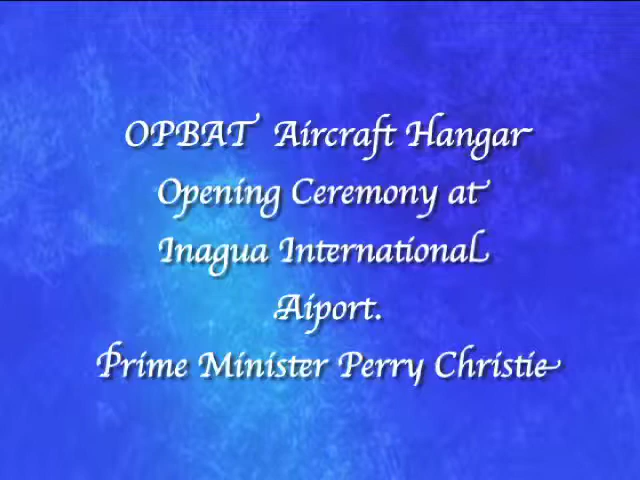 OPBAT Aircraft Hangar
Opening Ceremony at
Inagua International
Aiport.
Prime Minister Perry Christie